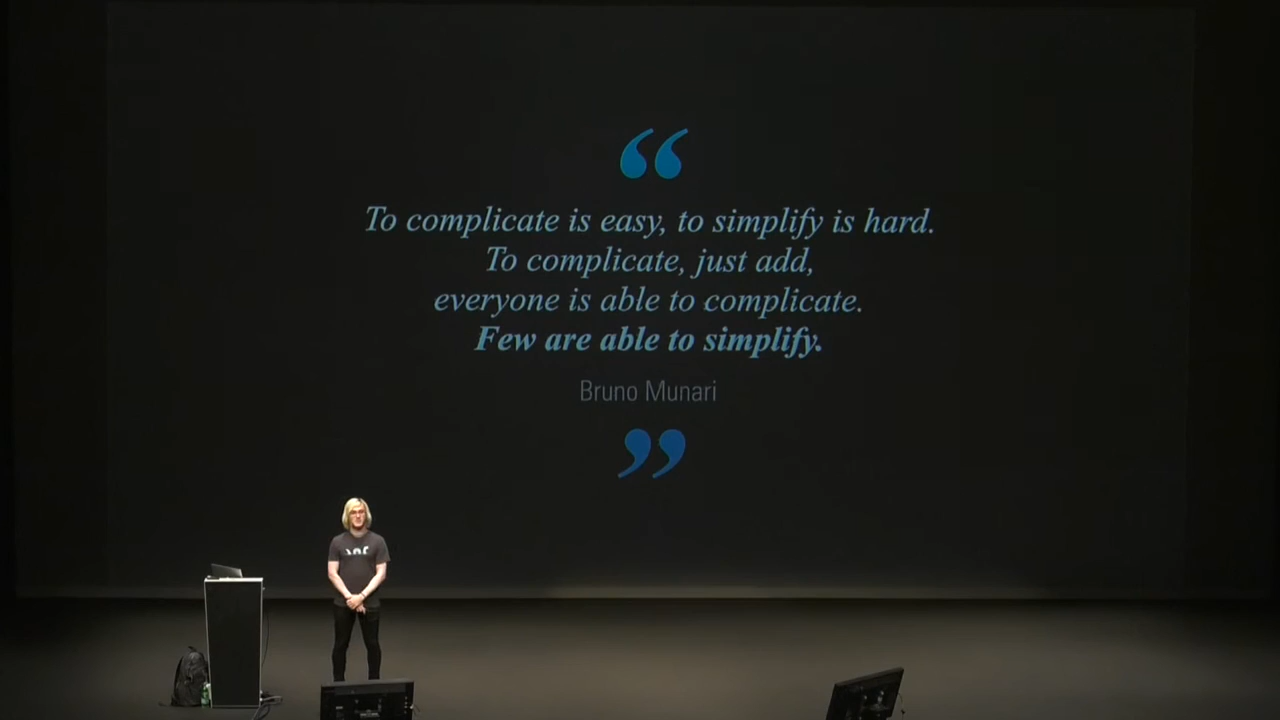 “
To complicate is easy, to simplify is hard.
To complicate, just add,
everyone is able to complicate.
Few are able to simplify.
Bruno Munari
”